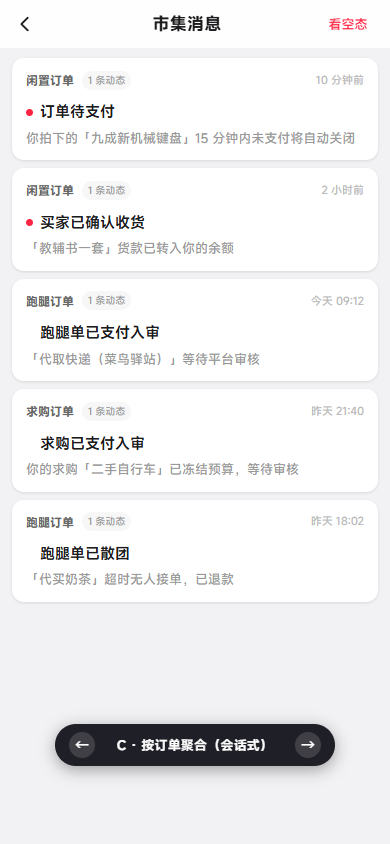 市集消息
看空态
闲置订单 1 条动态 10 分钟前
订单待支付
你拍下的「九成新机械键盘」15 分钟内未支付将自动关闭
闲置订单 1 条动态 2 小时前
买家已确认收货
「教辅书一套」货款已转入你的余额
跑腿订单 1 条动态 今天 09:12
跑腿单已支付入审
「代取快递（菜鸟驿站）」等待平台审核
求购订单 1 条动态 昨天 21:40
求购已支付入审
你的求购「二手自行车」已冻结预算，等待审核
跑腿订单 1 条动态 昨天 18:02
跑腿单已散团
「代买奶茶」超时无人接单，已退款
← C · 按订单聚合（会话式） →